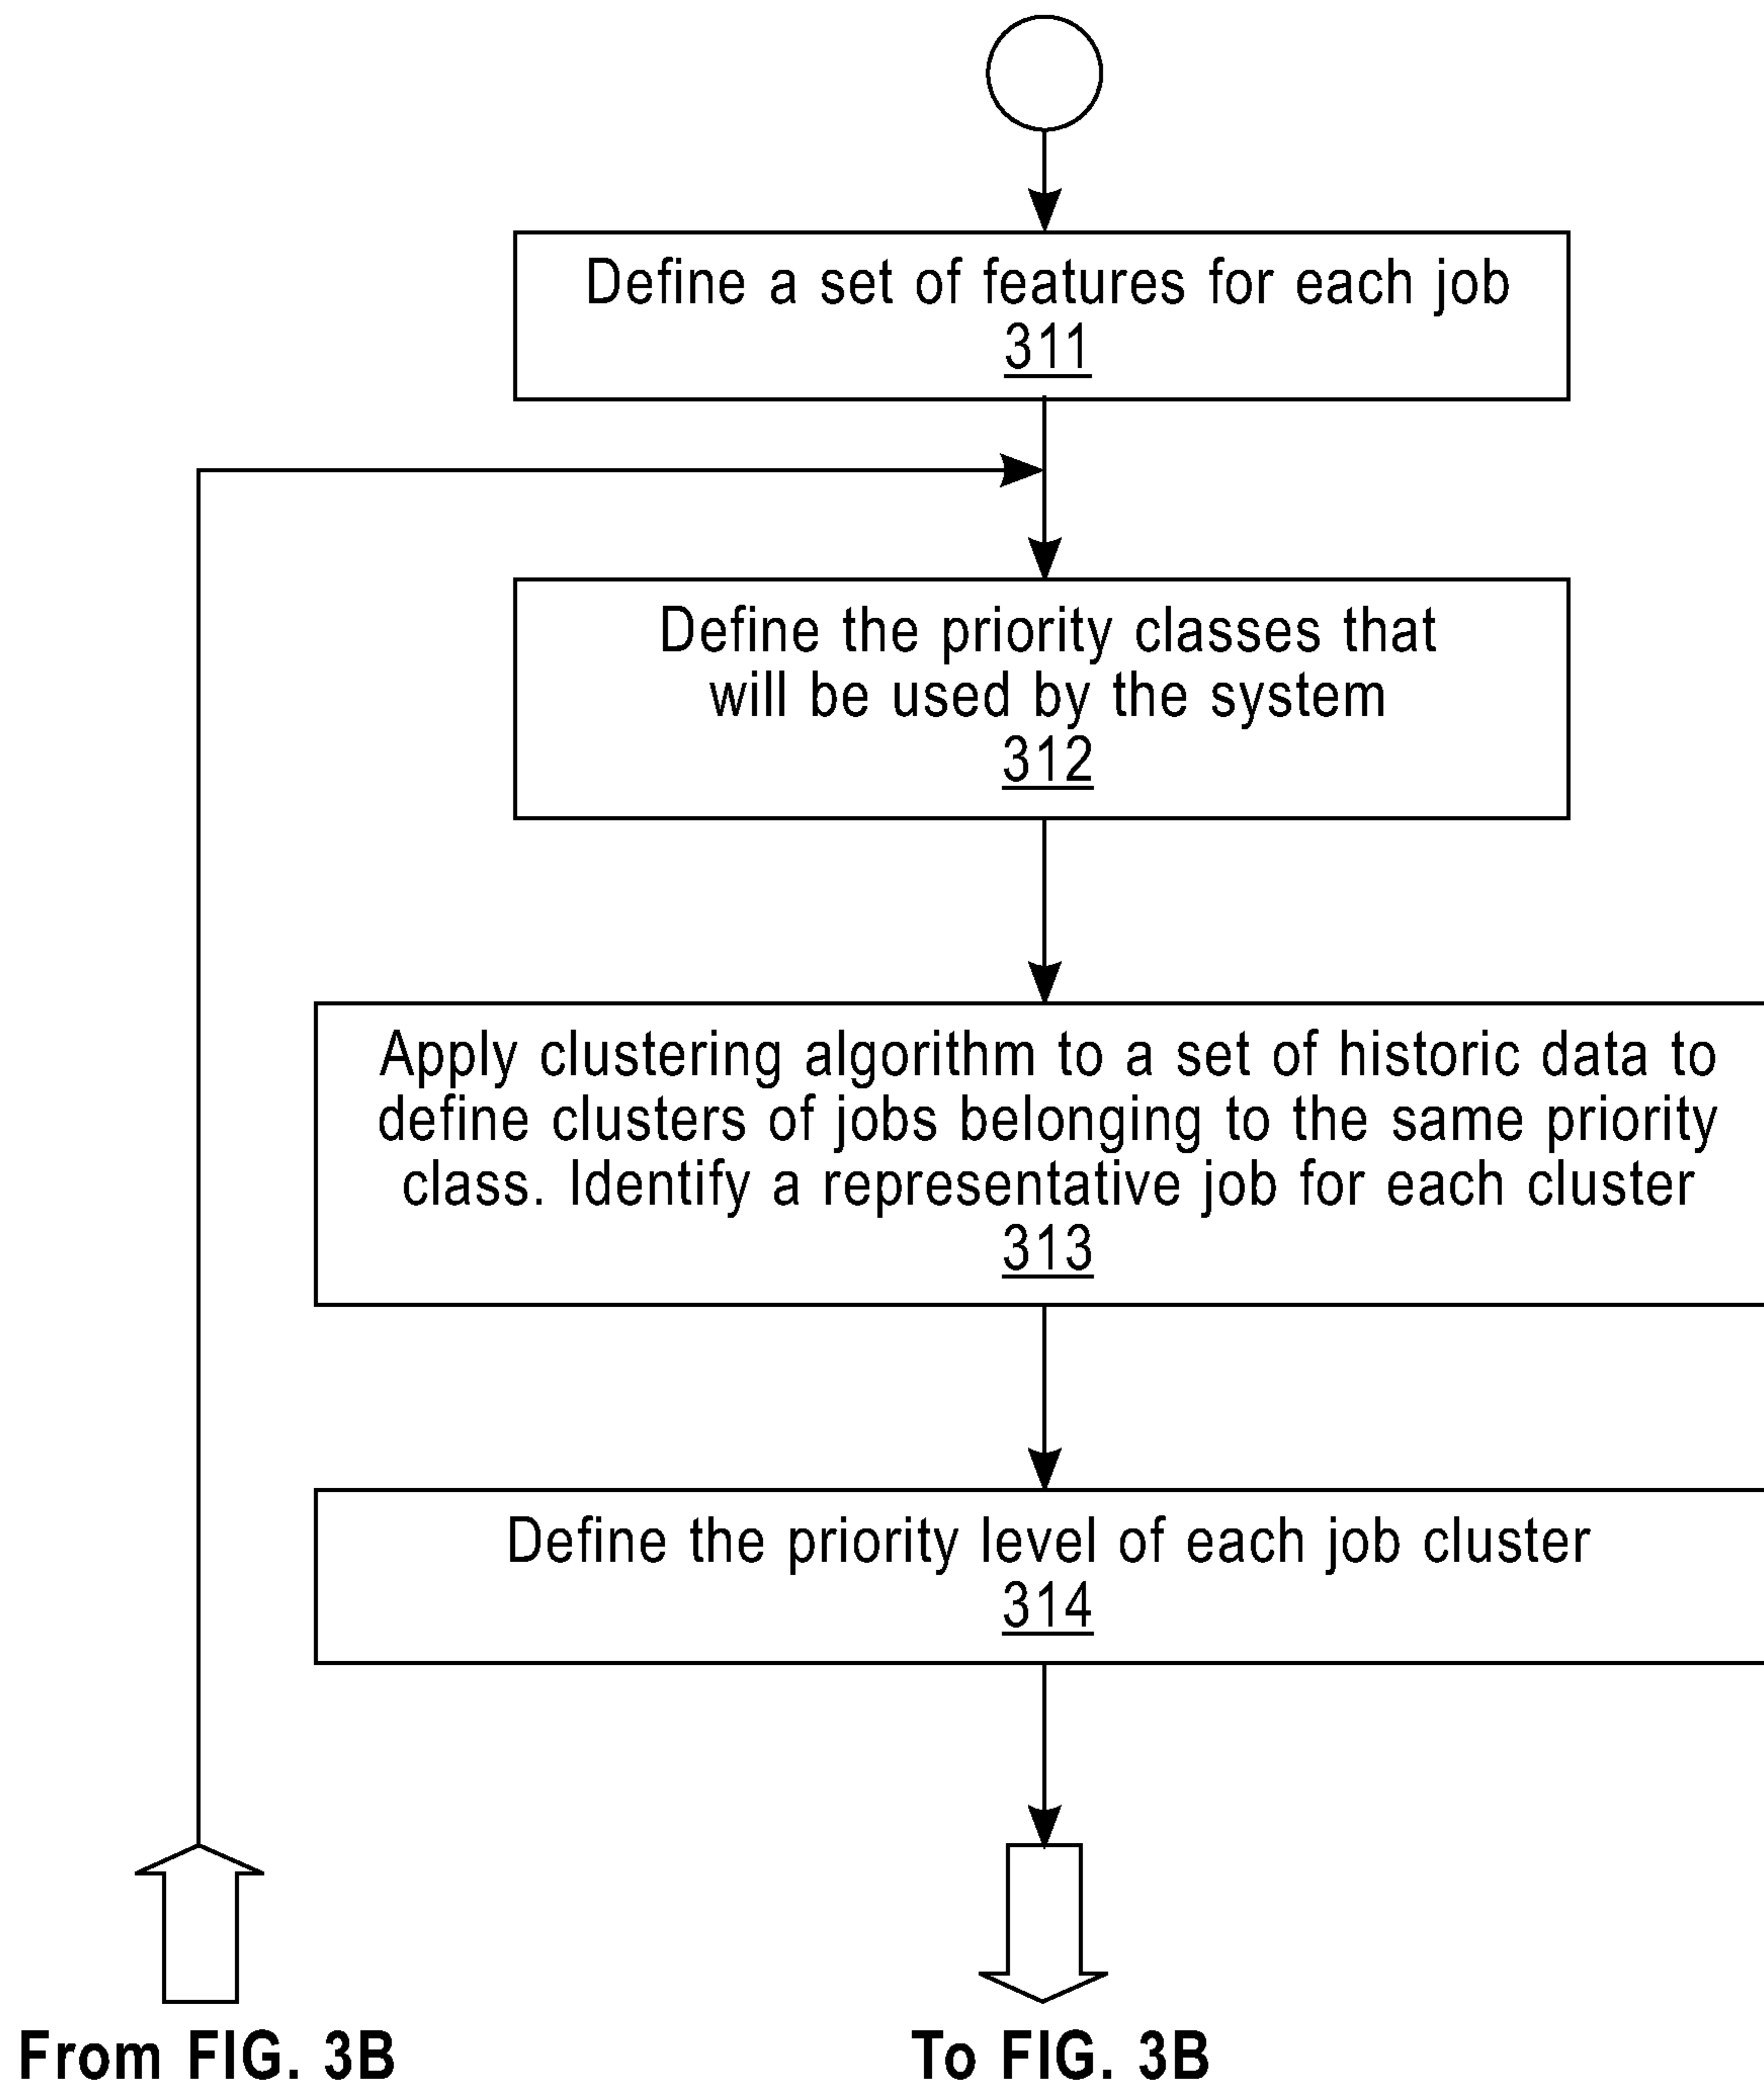 Define a set of features for each job
311
Define the priority classes that
will be used by the system
312
Apply clustering algorithm to a set of historic data to
define clusters of jobs belonging to the same priority
class. Identify a representative job for each cluster
313
Define the priority level of each job cluster
314
From FIG. 3B
To FIG. 3B